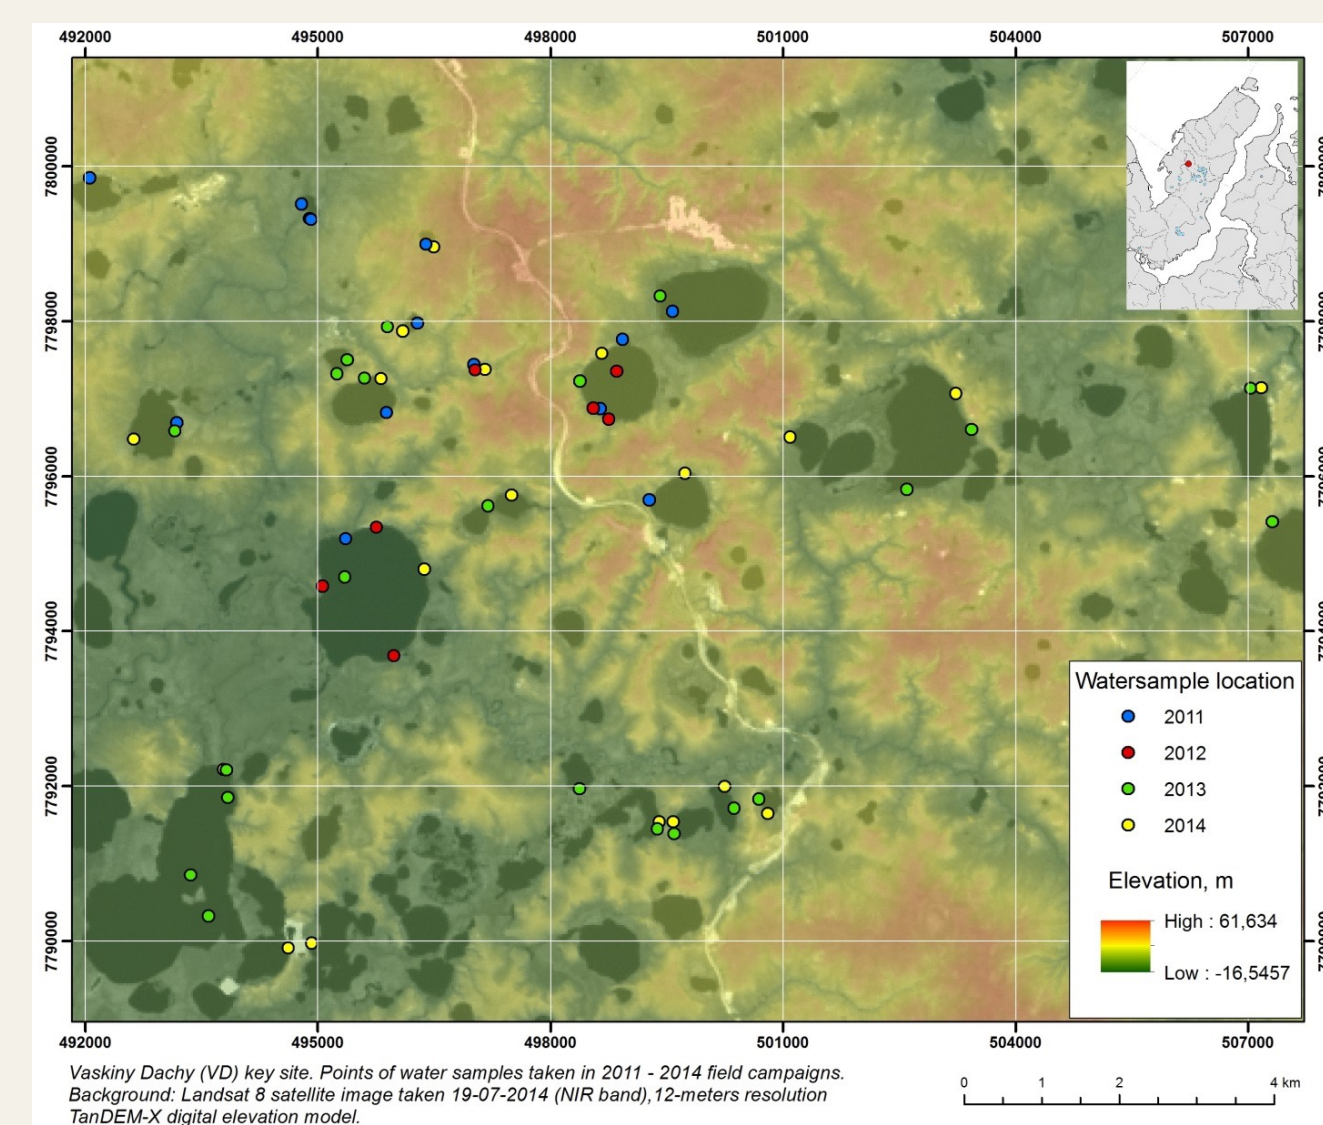 492000 495000 498000 501000 504000 507000
7800000
7798000
7796000
7794000
7792000
7790000
Watersample location
2011
2012
2013
2014
Elevation, m
High : 61,634
Low : -16,5457
492000 495000 498000 501000 504000 507000
Vaskiny Dachy (VD) key site. Points of water samples taken in 2011 - 2014 field campaigns.
Background: Landsat 8 satellite image taken 19-07-2014 (NIR band),12-meters resolution
TanDEM-X digital elevation model.
0 1 2 4 km